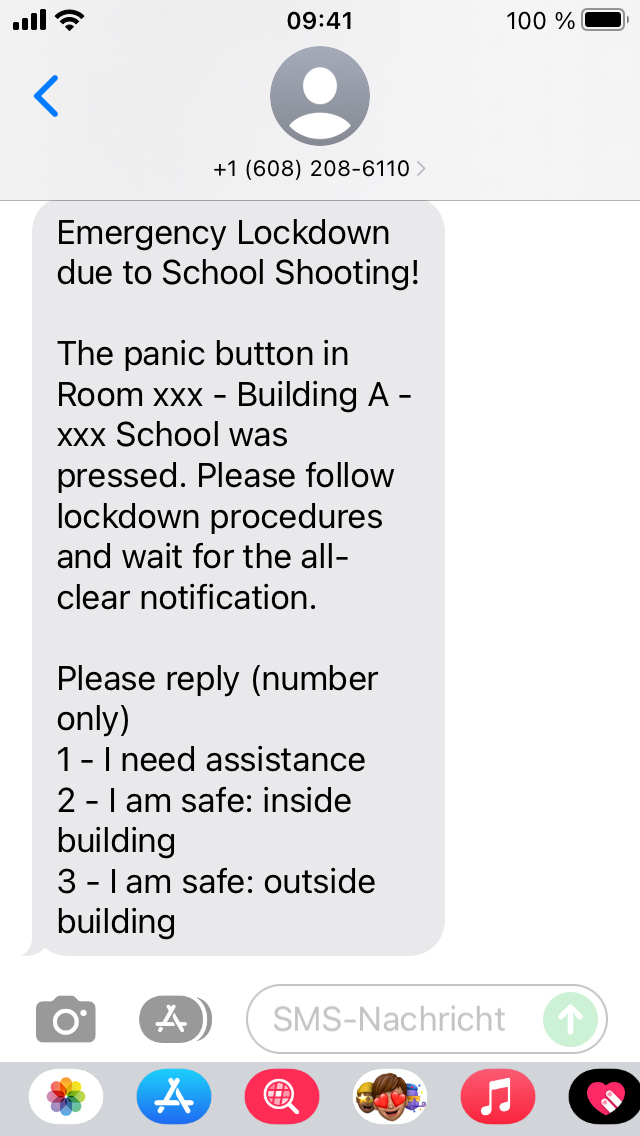 09:41
100 %
+1 (608) 208-6110
Emergency Lockdown
due to School Shooting!
The panic button in
Room xxx - Building A -
xxx School was
pressed. Please follow
lockdown procedures
and wait for the all-
clear notification.
Please reply (number
only)
1 - I need assistance
2 - I am safe: inside
building
3 - I am safe: outside
building
SMS-Nachricht